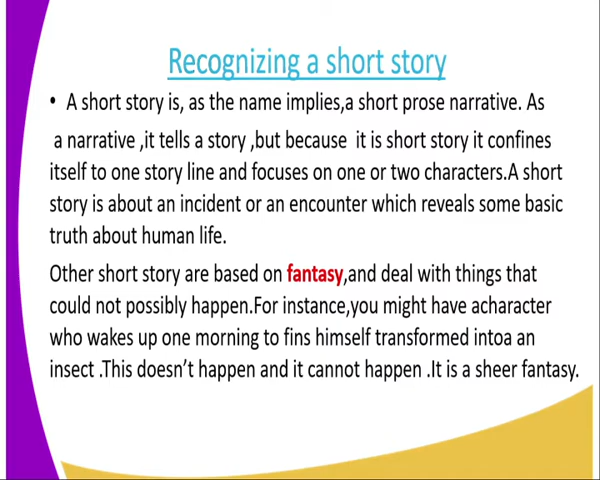 Recognizing a short story
• A short story is, as the name implies,a short prose narrative. As
a narrative ,it tells a story ,but because it is short story it confines
itself to one story line and focuses on one or two characters.A short
story is about an incident or an encounter which reveals some basic
truth about human life.
Other short story are based on fantasy,and deal with things that
could not possibly happen.For instance,you might have acharacter
who wakes up one morning to fins himself transformed intoa an
insect .This doesn’t happen and it cannot happen .It is a sheer fantasy.